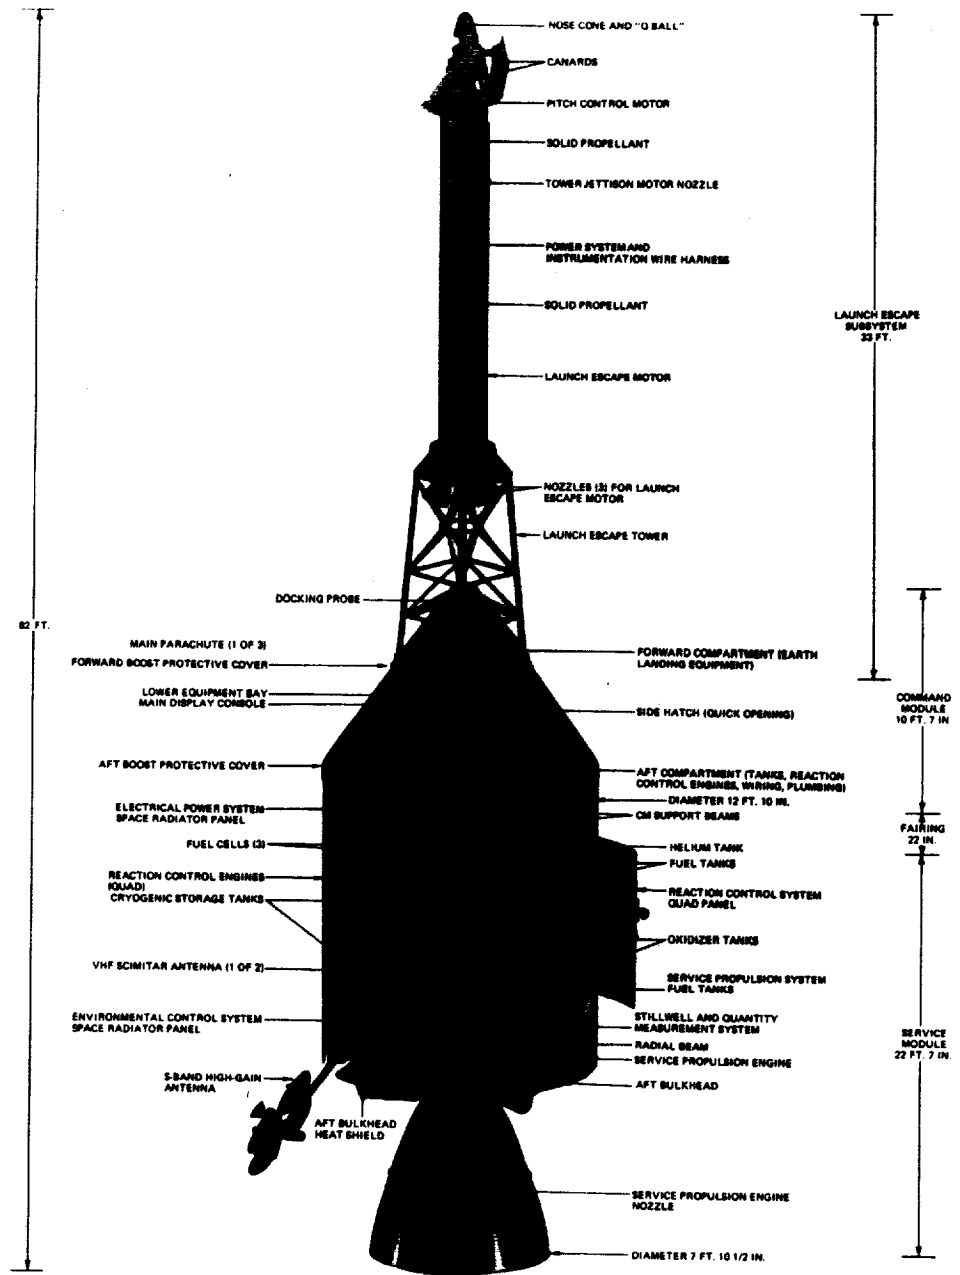 NOSE CONE AND "Q BALL"
CANARDS
PITCH CONTROL MOTOR
SOLID PROPELLANT
TOWER JETTISON MOTOR NOZZLE
POWER SYSTEM AND
INSTRUMENTATION WIRE HARNESS
SOLID PROPELLANT
LAUNCH ESCAPE MOTOR
LAUNCH ESCAPE
SUBSYSTEM
33 FT.
NOZZLES (3) FOR LAUNCH
ESCAPE MOTOR
LAUNCH ESCAPE TOWER
DOCKING PROBE
82 FT.
MAIN PARACHUTE (1 OF 3)
FORWARD BOOST PROTECTIVE COVER
FORWARD COMPARTMENT (EARTH
LANDING EQUIPMENT)
LOWER EQUIPMENT BAY
MAIN DISPLAY CONSOLE
SIDE HATCH (QUICK OPENING)
COMMAND
MODULE
10 FT. 7 IN
AFT BOOST PROTECTIVE COVER
AFT COMPARTMENT (TANKS, REACTION
CONTROL ENGINES, WIRING, PLUMBING)
DIAMETER 12 FT. 10 IN.
ELECTRICAL POWER SYSTEM
SPACE RADIATOR PANEL
CM SUPPORT BEAMS
FAIRING
22 IN.
FUEL CELLS (3)
HELIUM TANK
FUEL TANKS
REACTION CONTROL ENGINES
(QUAD)
CRYOGENIC STORAGE TANKS
REACTION CONTROL SYSTEM
QUAD PANEL
OXIDIZER TANKS
VHF SCIMITAR ANTENNA (1 OF 2)
SERVICE PROPULSION SYSTEM
FUEL TANKS
ENVIRONMENTAL CONTROL SYSTEM
SPACE RADIATOR PANEL
STILLWELL AND QUANTITY
MEASUREMENT SYSTEM
RADIAL BEAM
SERVICE PROPULSION ENGINE
SERVICE
MODULE
22 FT. 7 IN.
S-BAND HIGH-GAIN
ANTENNA
AFT BULKHEAD
AFT BULKHEAD
HEAT SHIELD
SERVICE PROPULSION ENGINE
NOZZLE
DIAMETER 7 FT. 10 1/2 IN.